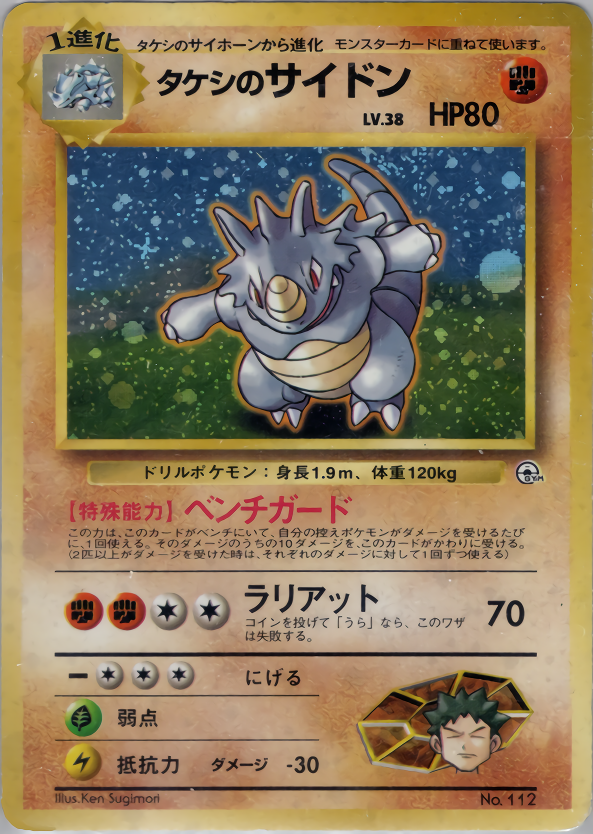 1進化
タケシのサイホーンから進化 モンスターカードに重ねて使います。
タケシのサイドン
LV.38 HP80
ドリルポケモン：身長1.9m、体重120kg
GYM
【特殊能力】ベンチガード
この力は、このカードがベンチにいて、自分の控えポケモンがダメージを受けるたび
に、1回使える。そのダメージのうちの10ダメージを、このカードがかわりに受ける。
（2匹以上がダメージを受けた時は、それぞれのダメージに対して1回ずつ使える）
ラリアット 70
コインを投げて「うら」なら、このワザ
は失敗する。
にげる
弱点
抵抗力 ダメージ -30
Illus.Ken Sugimori
No.112